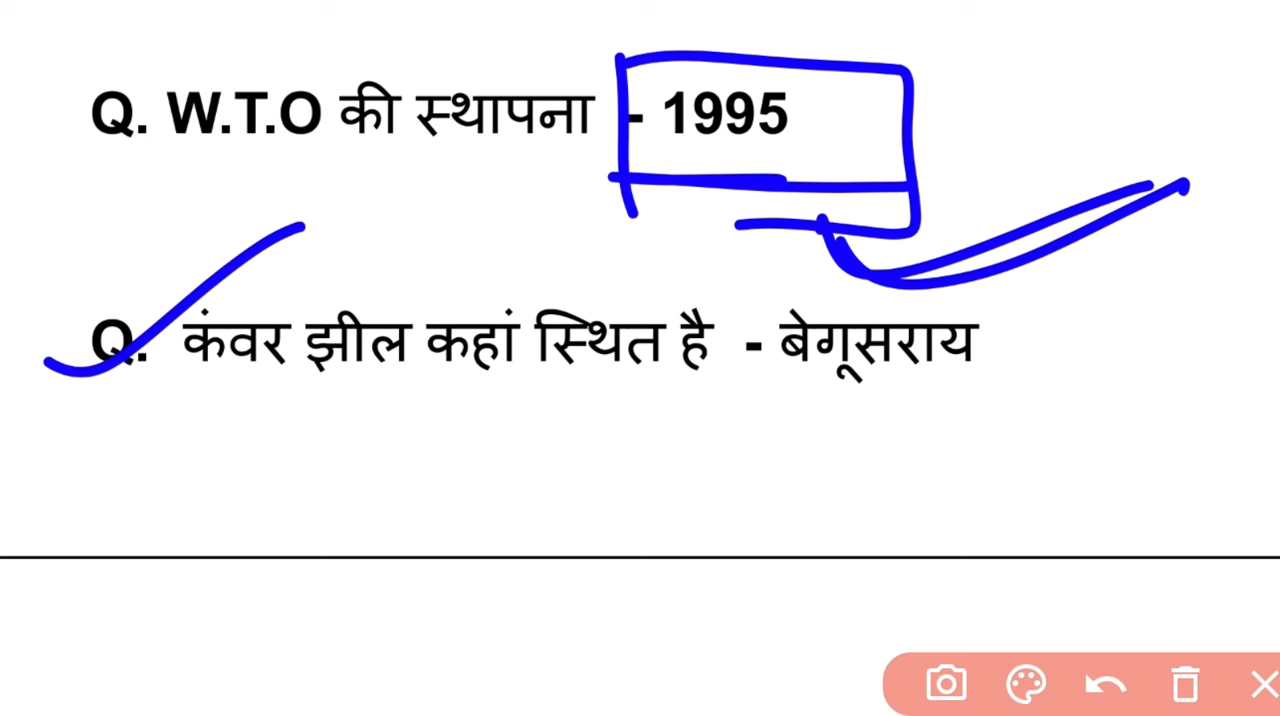 Q. W.T.O की स्थापना - 1995
Q. कंवर झील कहां स्थित है - बेगूसराय